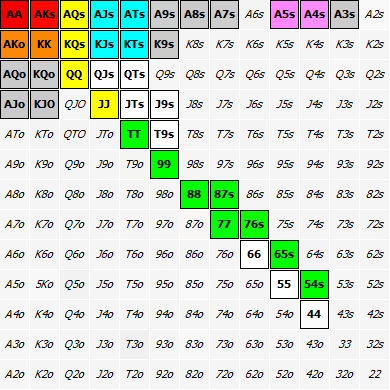 AA AKs AQs AJs ATs A9s A8s A7s A6s A5s A4s A3s A2s
AKo KK KQs KJs KTs K9s K8s K7s K6s K5s K4s K3s K2s
AQo KQo QQ QJs QTs Q9s Q8s Q7s Q6s Q5s Q4s Q3s Q2s
AJo KJO QJO JJ JTs J9s J8s J7s J6s J5s J4s J3s J2s
ATo KTo QTO JTo TT T9s T8s T7s T6s T5s T4s T3s T2s
A9o K9o Q9o J9o T9o 99 98s 97s 96s 95s 94s 93s 92s
A8o K8o Q8o J8o T8o 98o 88 87s 86s 85s 84s 83s 82s
A7o K7o Q7o J7o T7o 97o 87o 77 76s 75s 74s 73s 72s
A6o K6o Q6o J6o T6o 96o 86o 76o 66 65s 64s 63s 62s
A5o 5Ko Q5o J5o T5o 95o 85o 75o 65o 55 54s 53s 52s
A4o K4o Q4o J4o T4o 94o 84o 74o 64o 54o 44 43s 42s
A3o K3o Q3o J3o T3o 93o 83o 73o 63o 53o 43o 33 32s
A2o K2o Q2o J2o T2o 92o 82o 72o 62o 52o 42o 32o 22